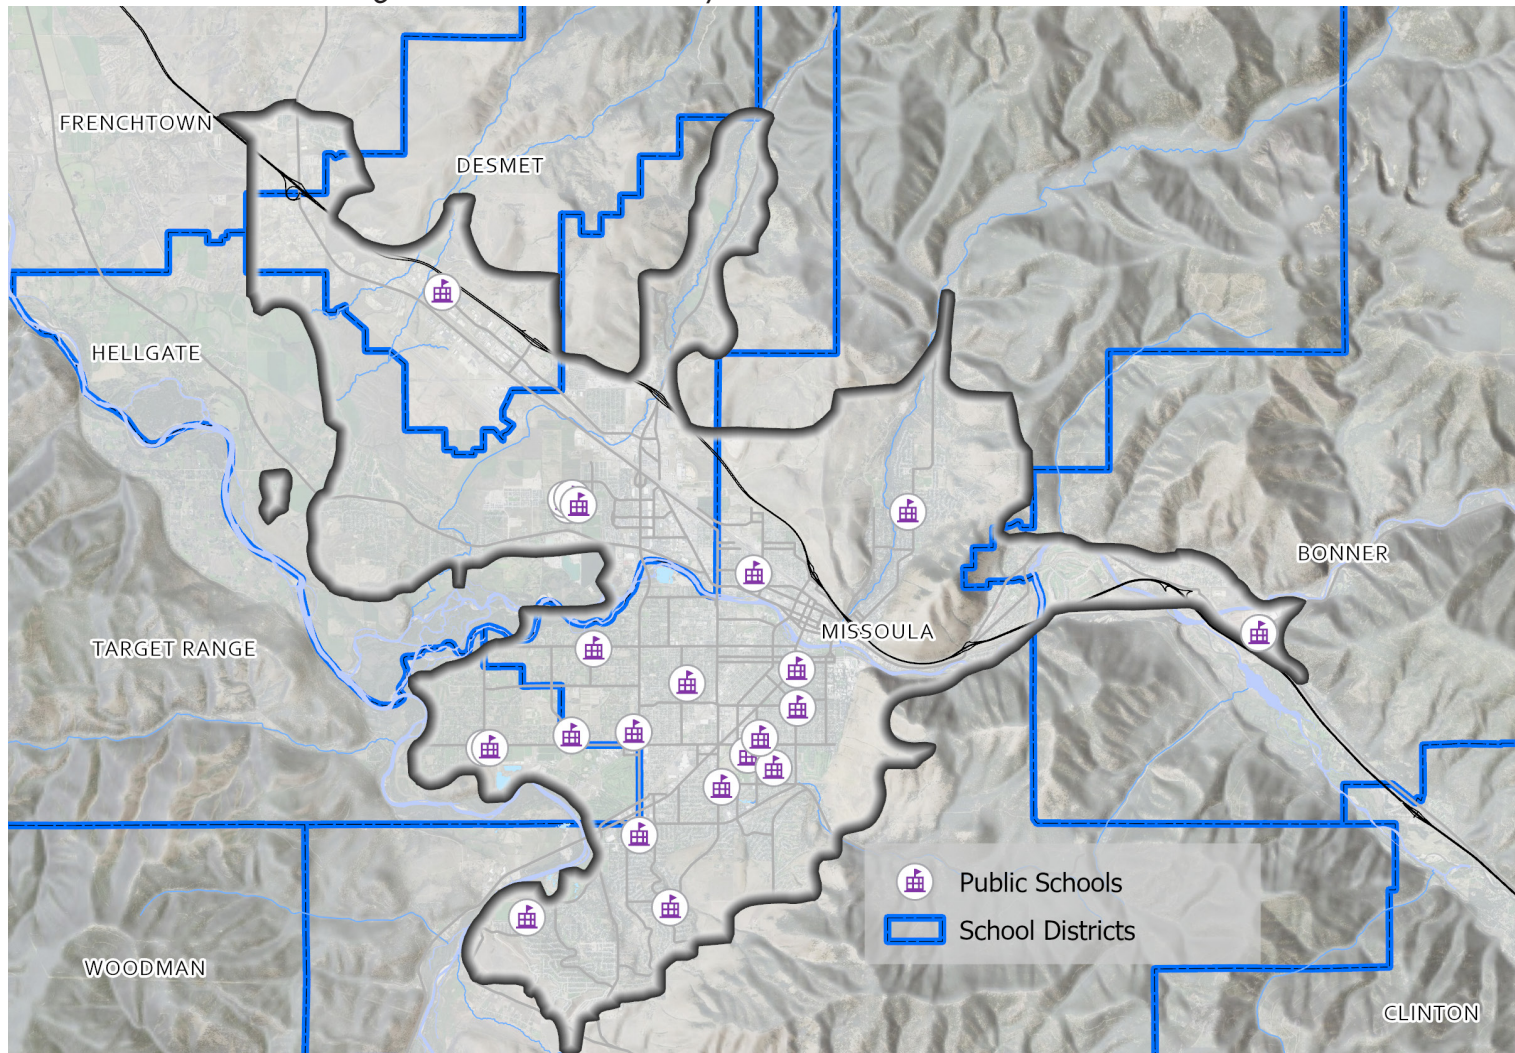 FRENCHTOWN
DESMET
HELLGATE
BONNER
MISSOULA
TARGET RANGE
Public Schools
School Districts
WOODMAN
CLINTON